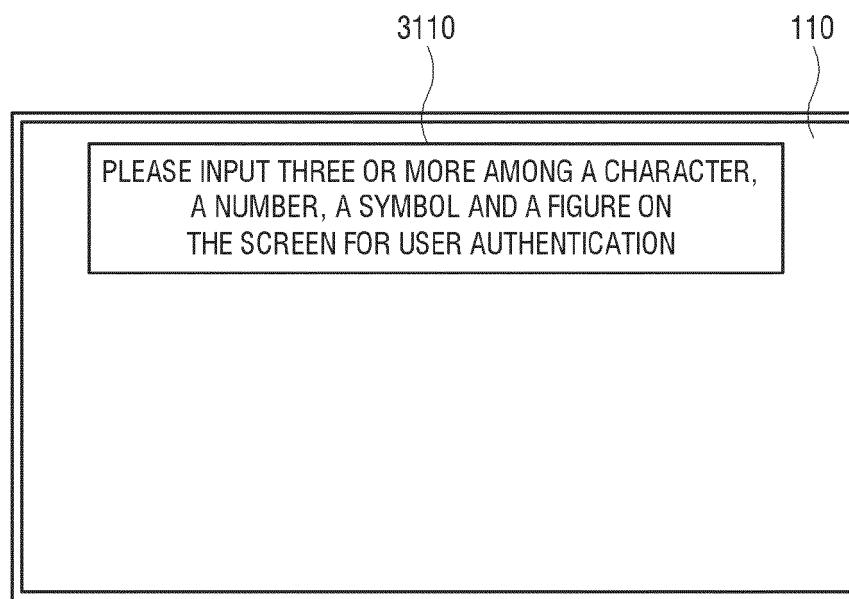 3110 110
PLEASE INPUT THREE OR MORE AMONG A CHARACTER,
A NUMBER, A SYMBOL AND A FIGURE ON
THE SCREEN FOR USER AUTHENTICATION